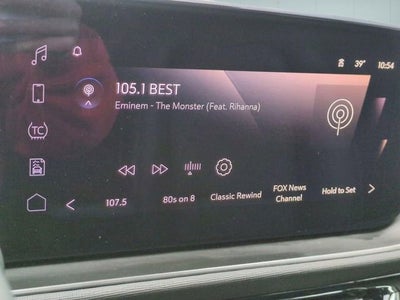 39° 10:54
105.1 BEST
Eminem - The Monster (Feat. Rihanna)
TC
107.5 80s on 8 Classic Rewind FOX News Channel Hold to Set